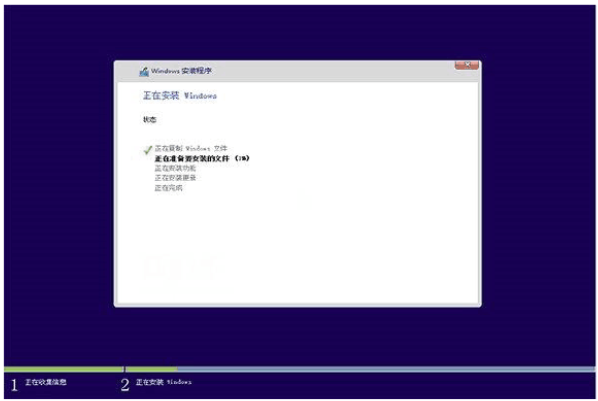 Windows 安装程序
正在安装 Windows
状态
正在复制 Windows 文件
正在准备要安装的文件
正在安装功能
正在安装更新
正在完成
1 正在收集信息
2 正在安装 Windows